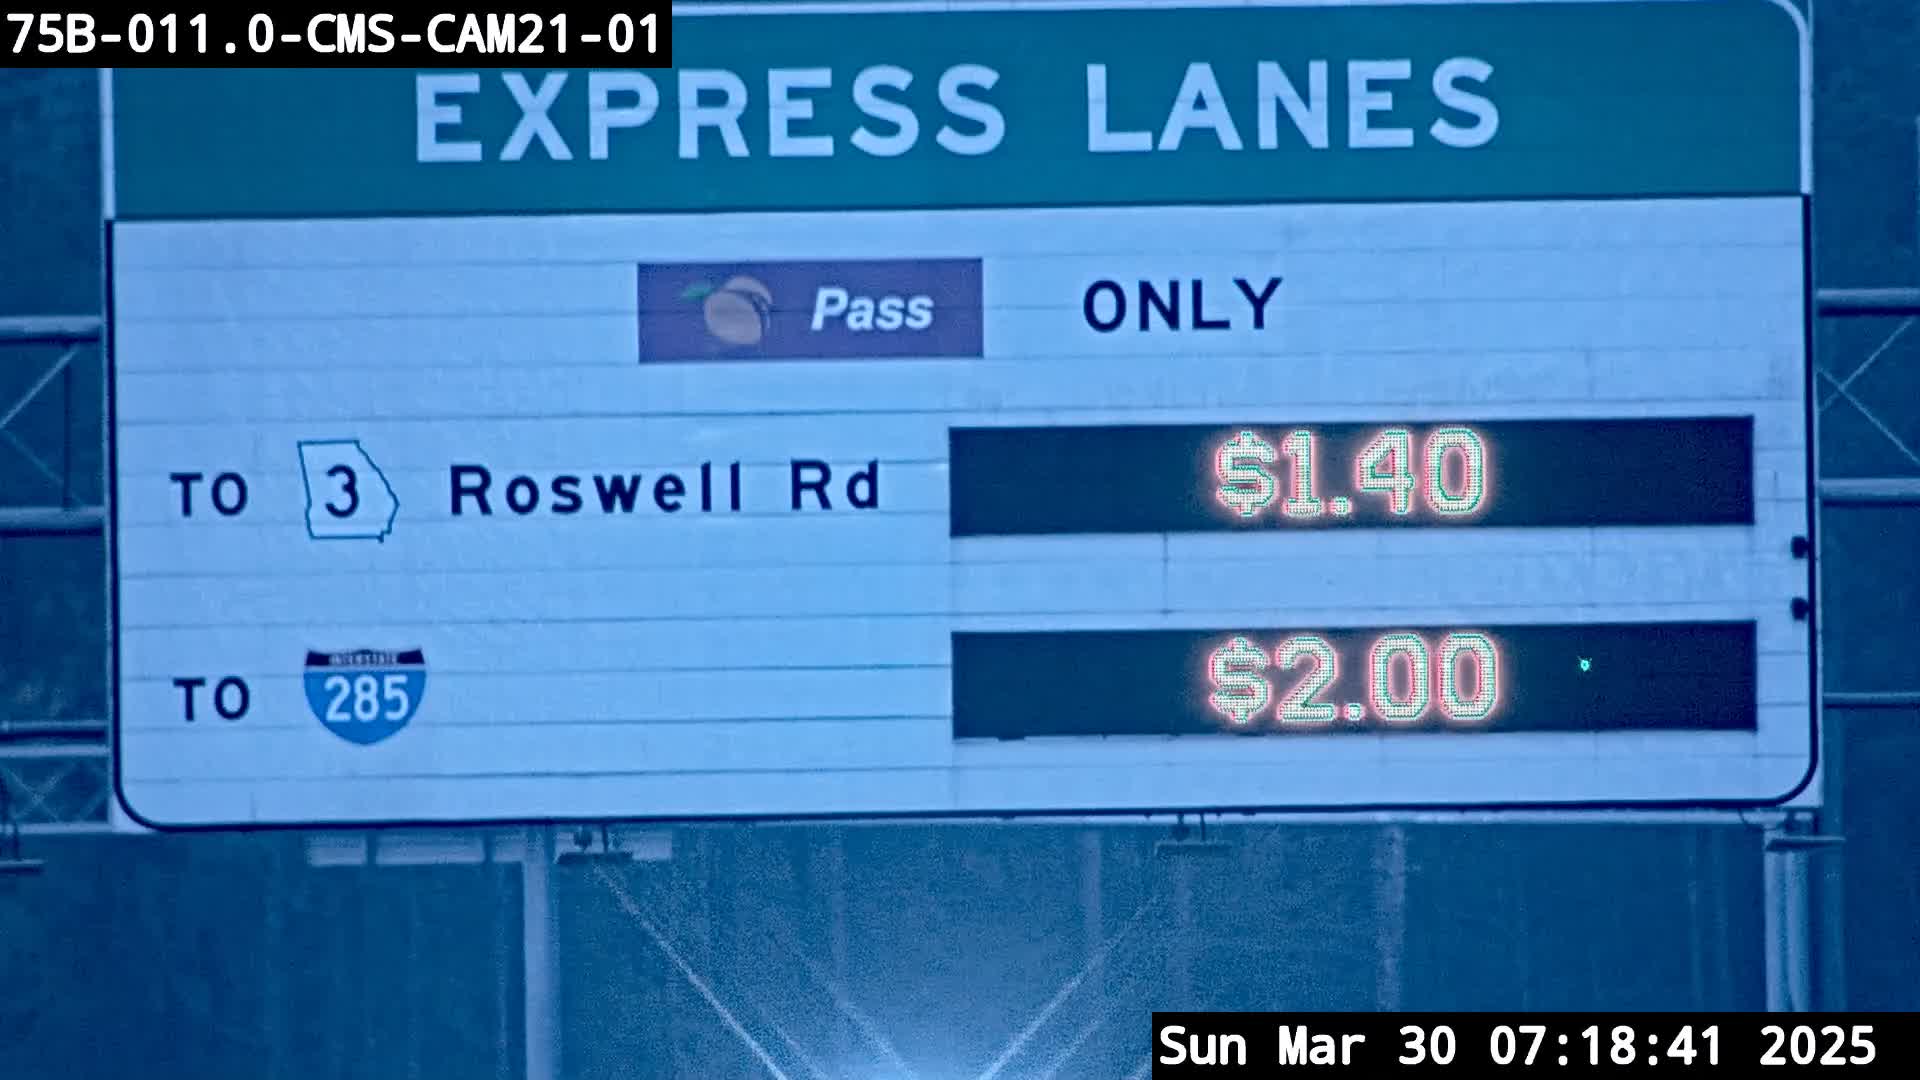 75B-011.0-CMS-CAM21-01
EXPRESS LANES
Pass ONLY
TO 3 Roswell Rd $1.40
INTERSTATE
TO 285 $2.00
Sun Mar 30 07:18:41 2025